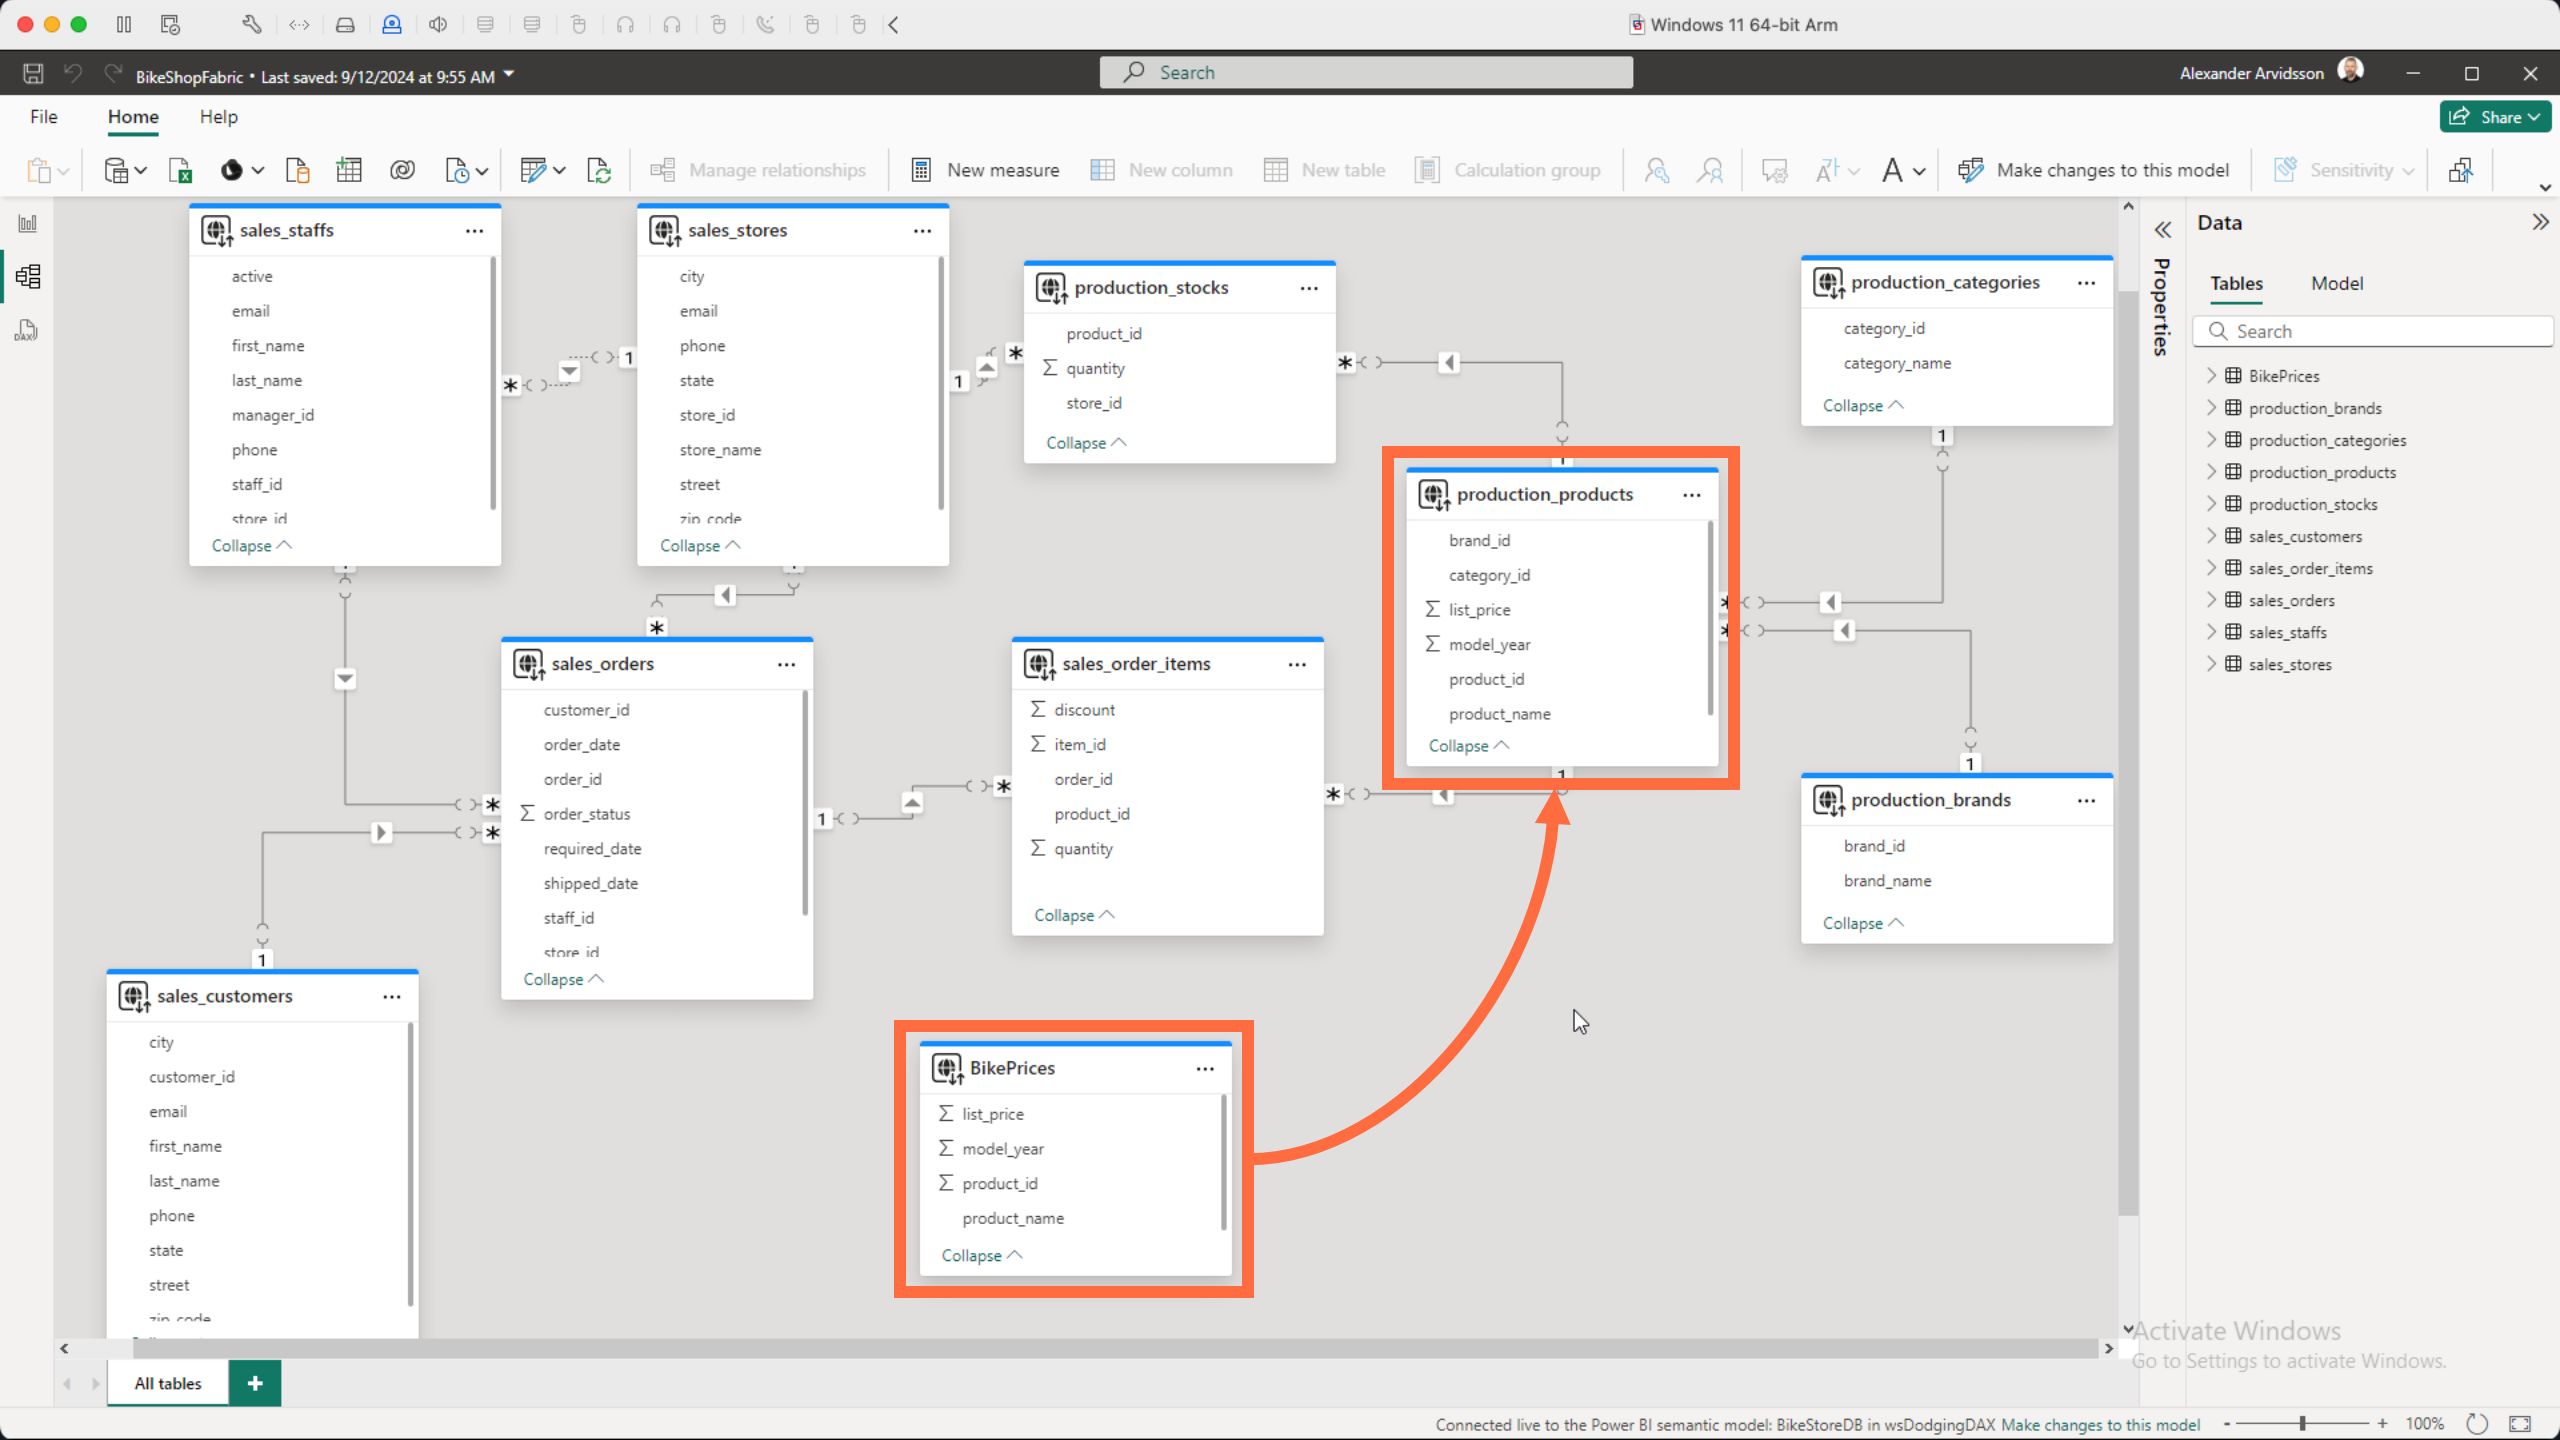 Windows 11 64-bit Arm
BikeShopFabric • Last saved: 9/12/2024 at 9:55 AM
Search
Alexander Arvidsson
File
Home
Help
Share
Manage relationships
New measure
New column
New table
Calculation group
Make changes to this model
Sensitivity
DAX
sales_staffs
active
email
first_name
last_name
manager_id
phone
staff_id
store_id
Collapse
sales_stores
city
email
phone
state
store_id
store_name
street
zip_code
Collapse
production_stocks
product_id
quantity
store_id
Collapse
production_categories
category_id
category_name
Collapse
production_products
brand_id
category_id
list_price
model_year
product_id
product_name
Collapse
sales_orders
customer_id
order_date
order_id
order_status
required_date
shipped_date
staff_id
store_id
Collapse
sales_order_items
discount
item_id
order_id
product_id
quantity
Collapse
production_brands
brand_id
brand_name
Collapse
sales_customers
city
customer_id
email
first_name
last_name
phone
state
street
zip_code
BikePrices
list_price
model_year
product_id
product_name
Collapse
Properties
Data
Tables
Model
Search
BikePrices
production_brands
production_categories
production_products
production_stocks
sales_customers
sales_order_items
sales_orders
sales_staffs
sales_stores
Activate Windows
Go to Settings to activate Windows.
All tables
Connected live to the Power BI semantic model: BikeStoreDB in wsDodgingDAX Make changes to this model
100%